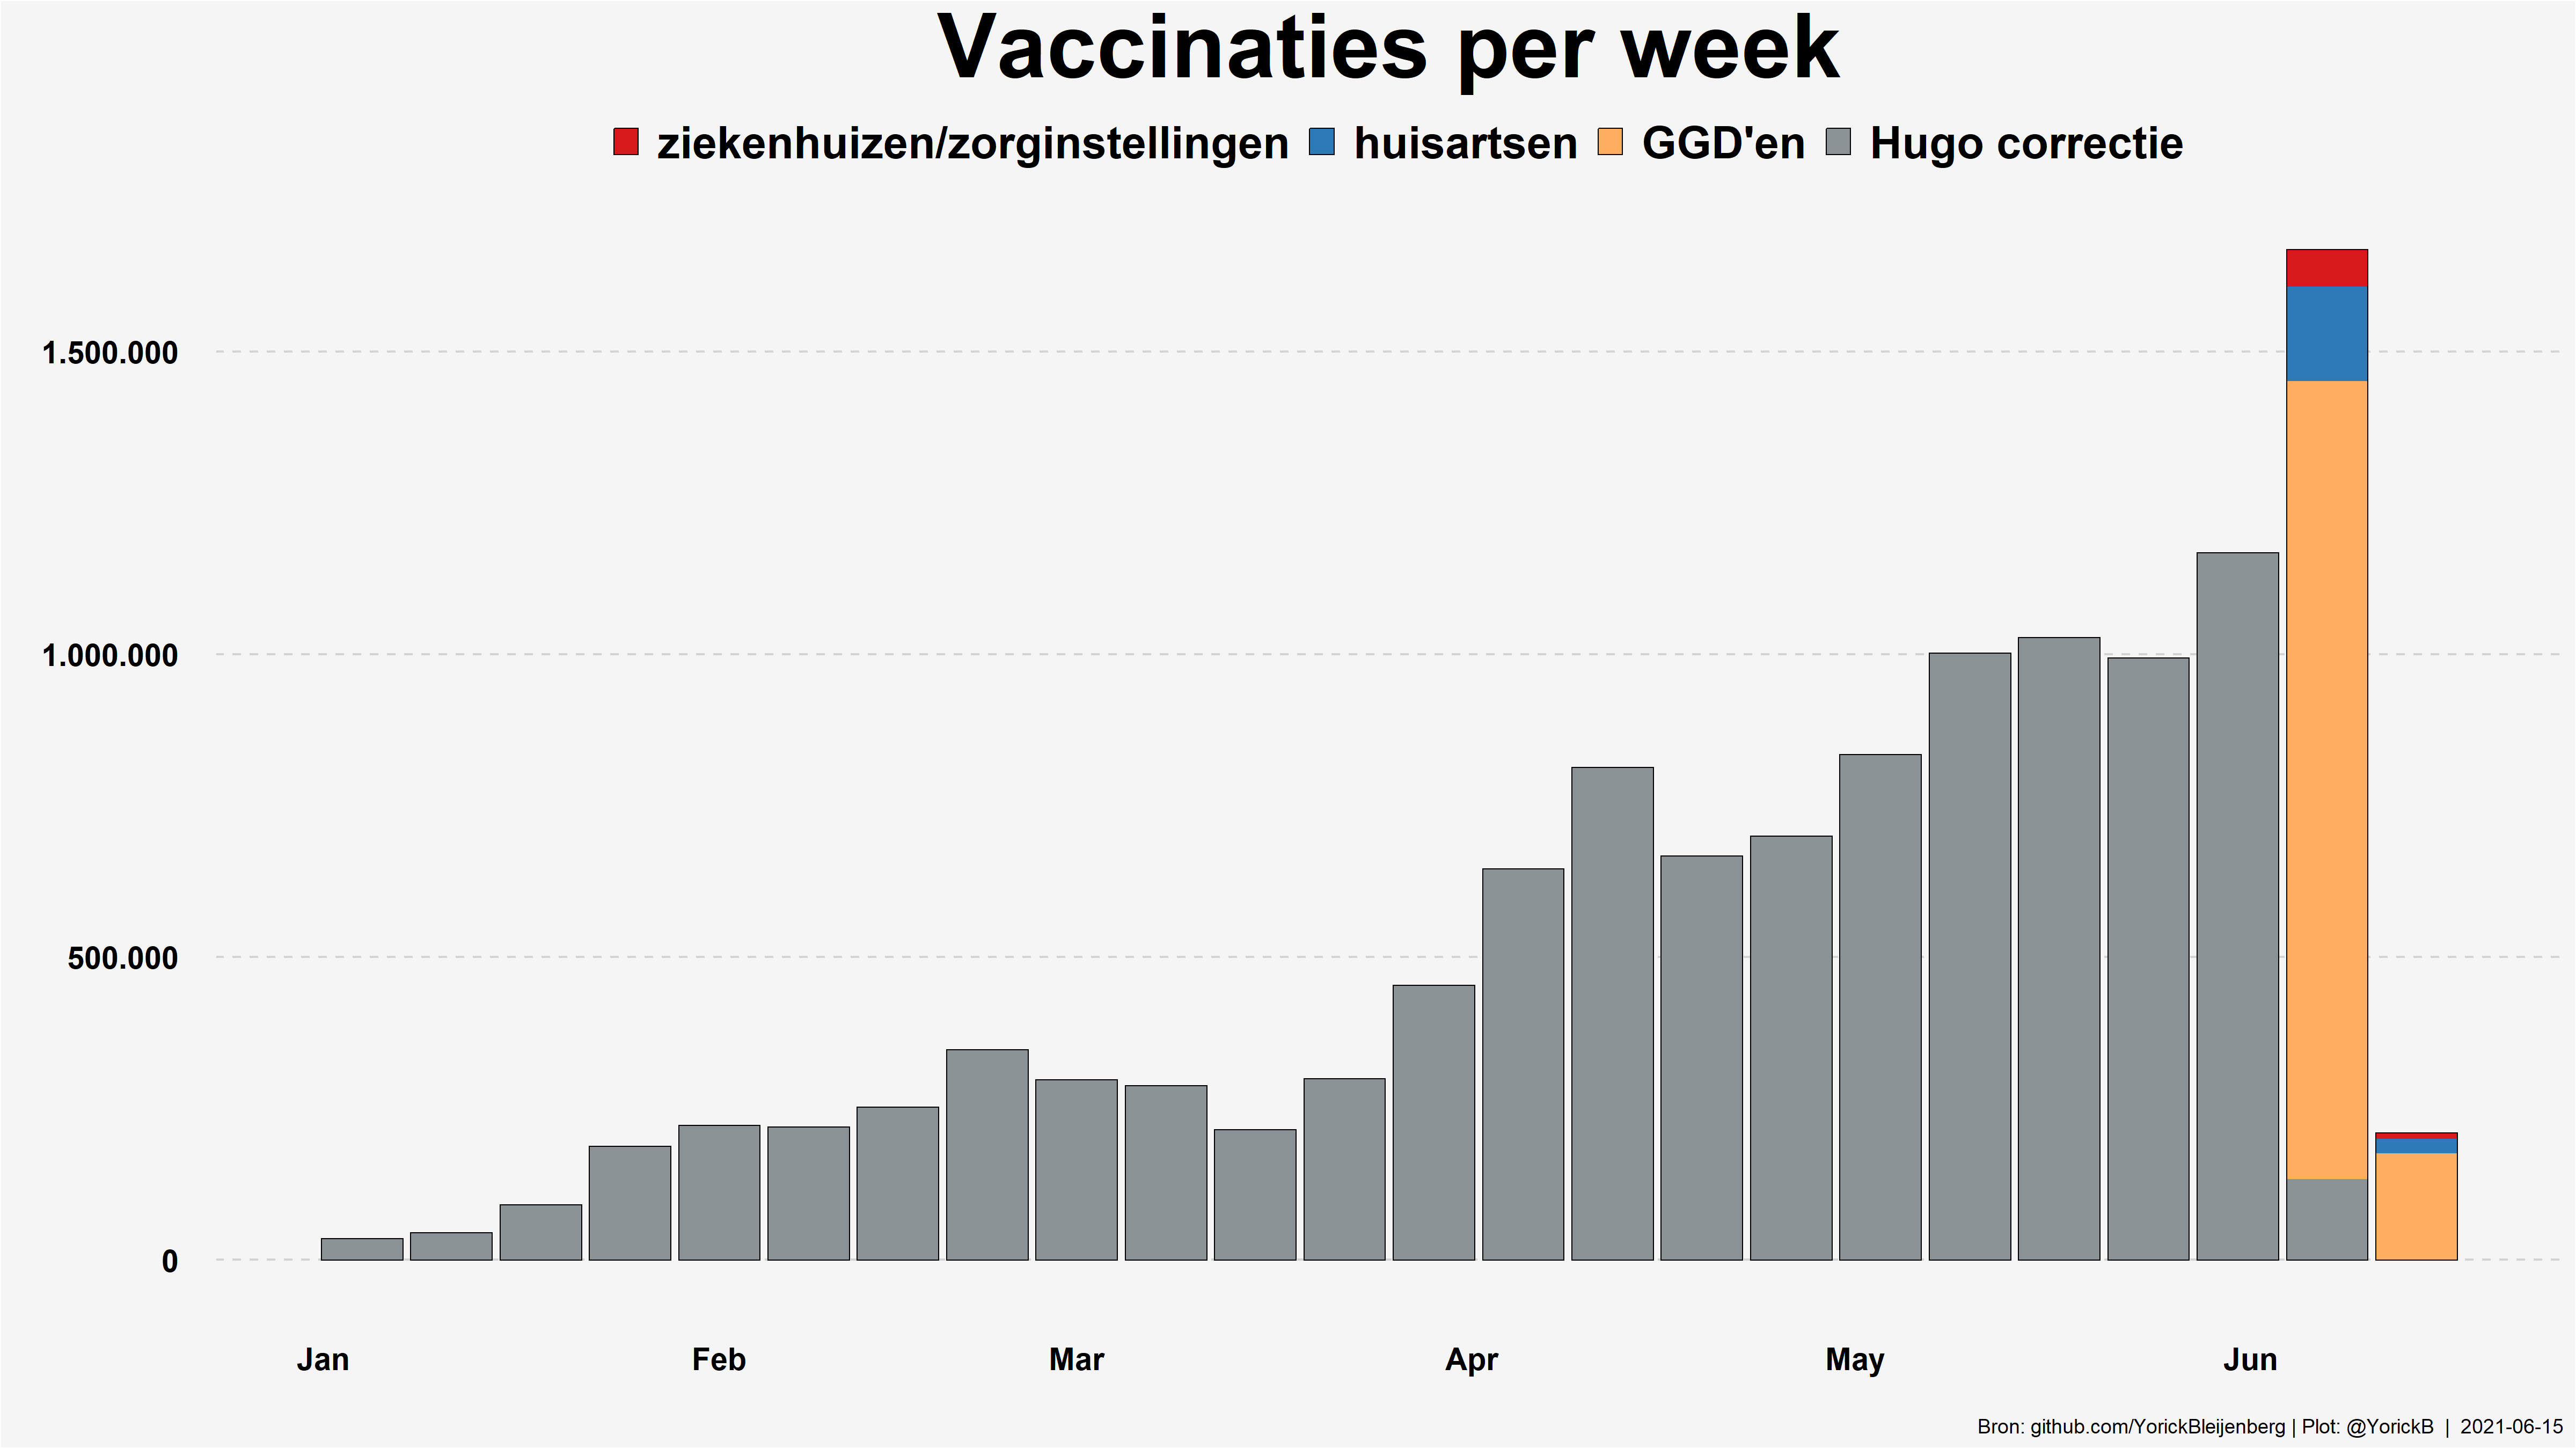 Vaccinaties per week
ziekenhuizen/zorginstellingen huisartsen GGD'en Hugo correctie
1.500.000
1.000.000
500.000
0
Jan Feb Mar Apr May Jun
Bron: github.com/YorickBleijenberg | Plot: @YorickB | 2021-06-15